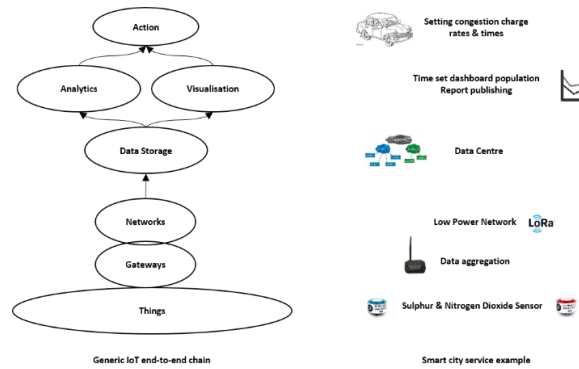 Action
Setting congestion charge
rates & times
Analytics
Visualisation
Time set dashboard population
Report publishing
Data Storage
Data Centre
Networks
Low Power Network
LoRa
Gateways
Data aggregation
Things
Sulphur & Nitrogen Dioxide Sensor
Generic IoT end-to-end chain
Smart city service example